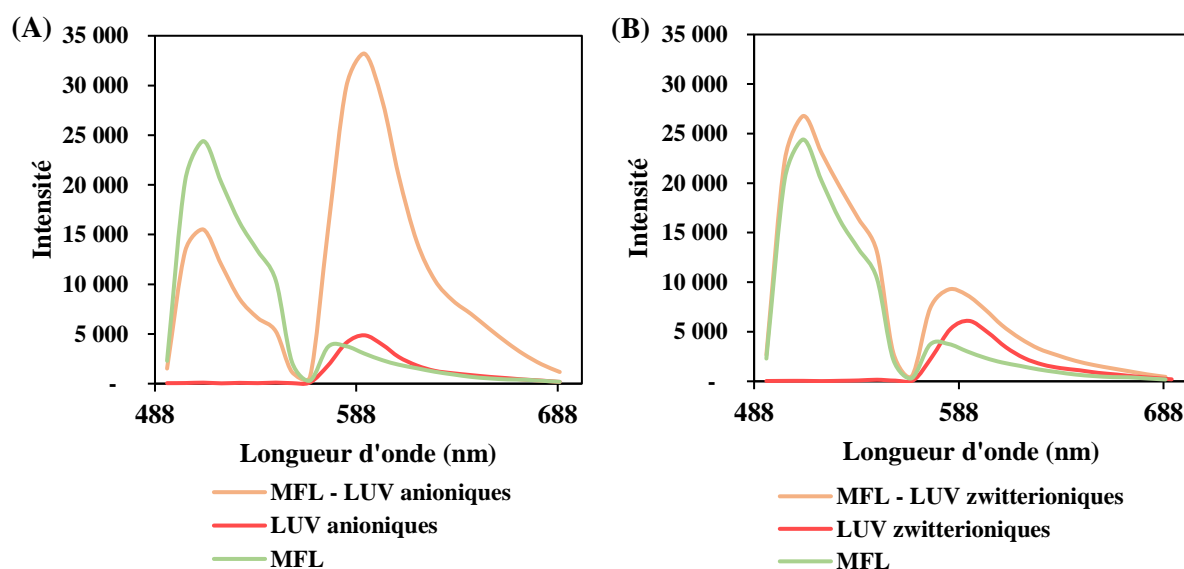 (A)
35 000
30 000
25 000
20 000
15 000
10 000
5 000
-
Intensité
488
588
688
Longueur d'onde (nm)
MFL - LUV anioniques
LUV anioniques
MFL
(B)
35 000
30 000
25 000
20 000
15 000
10 000
5 000
-
Intensité
488
588
688
Longueur d'onde (nm)
MFL - LUV zwitterioniques
LUV zwitterioniques
MFL